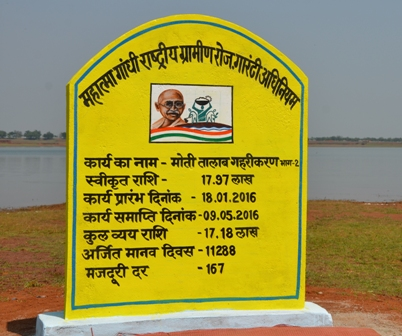 महात्मा गांधी राष्ट्रीय ग्रामीण रोज. गारंटी अधिनियम
कार्य का नाम - मोती तालाब गहरीकरण भाग-2
स्वीकृत राशि - 17.97 लाख
कार्य प्रारंभ दिनांक - 18.01.2016
कार्य समाप्ति दिनांक - 09.05.2016
कुल व्यय राशि - 17.18 लाख
अर्जित मानव दिवस - 11288
मजदूरी दर - 167